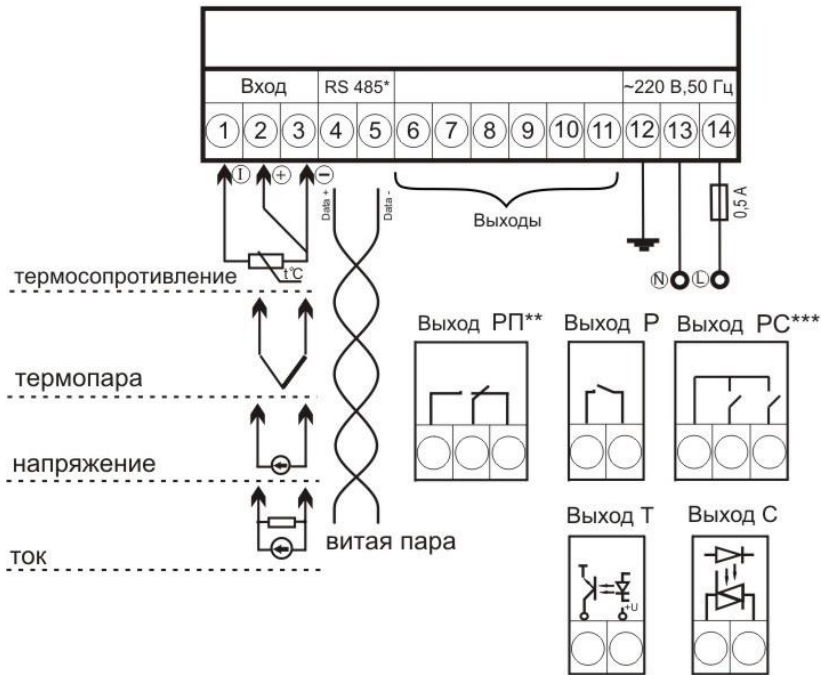 Вход RS 485* ~220 В,50 Гц
1 2 3 4 5 6 7 8 9 10 11 12 13 14
I + −
Data +
Data -
Выходы
0,5 А
t°C
N L
термосопротивление
Выход РП** Выход Р Выход РС***
термопара
напряжение
Выход Т Выход С
витая пара
ток
Т
+U